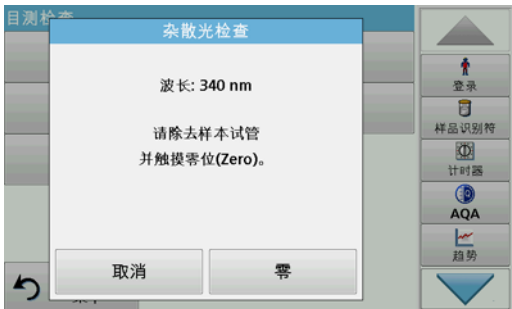 目测检查
杂散光检查
波长: 340 nm
请除去样本试管
并触摸零位(Zero)。
取消
零
登录
样品识别符
计时器
AQA
趋势